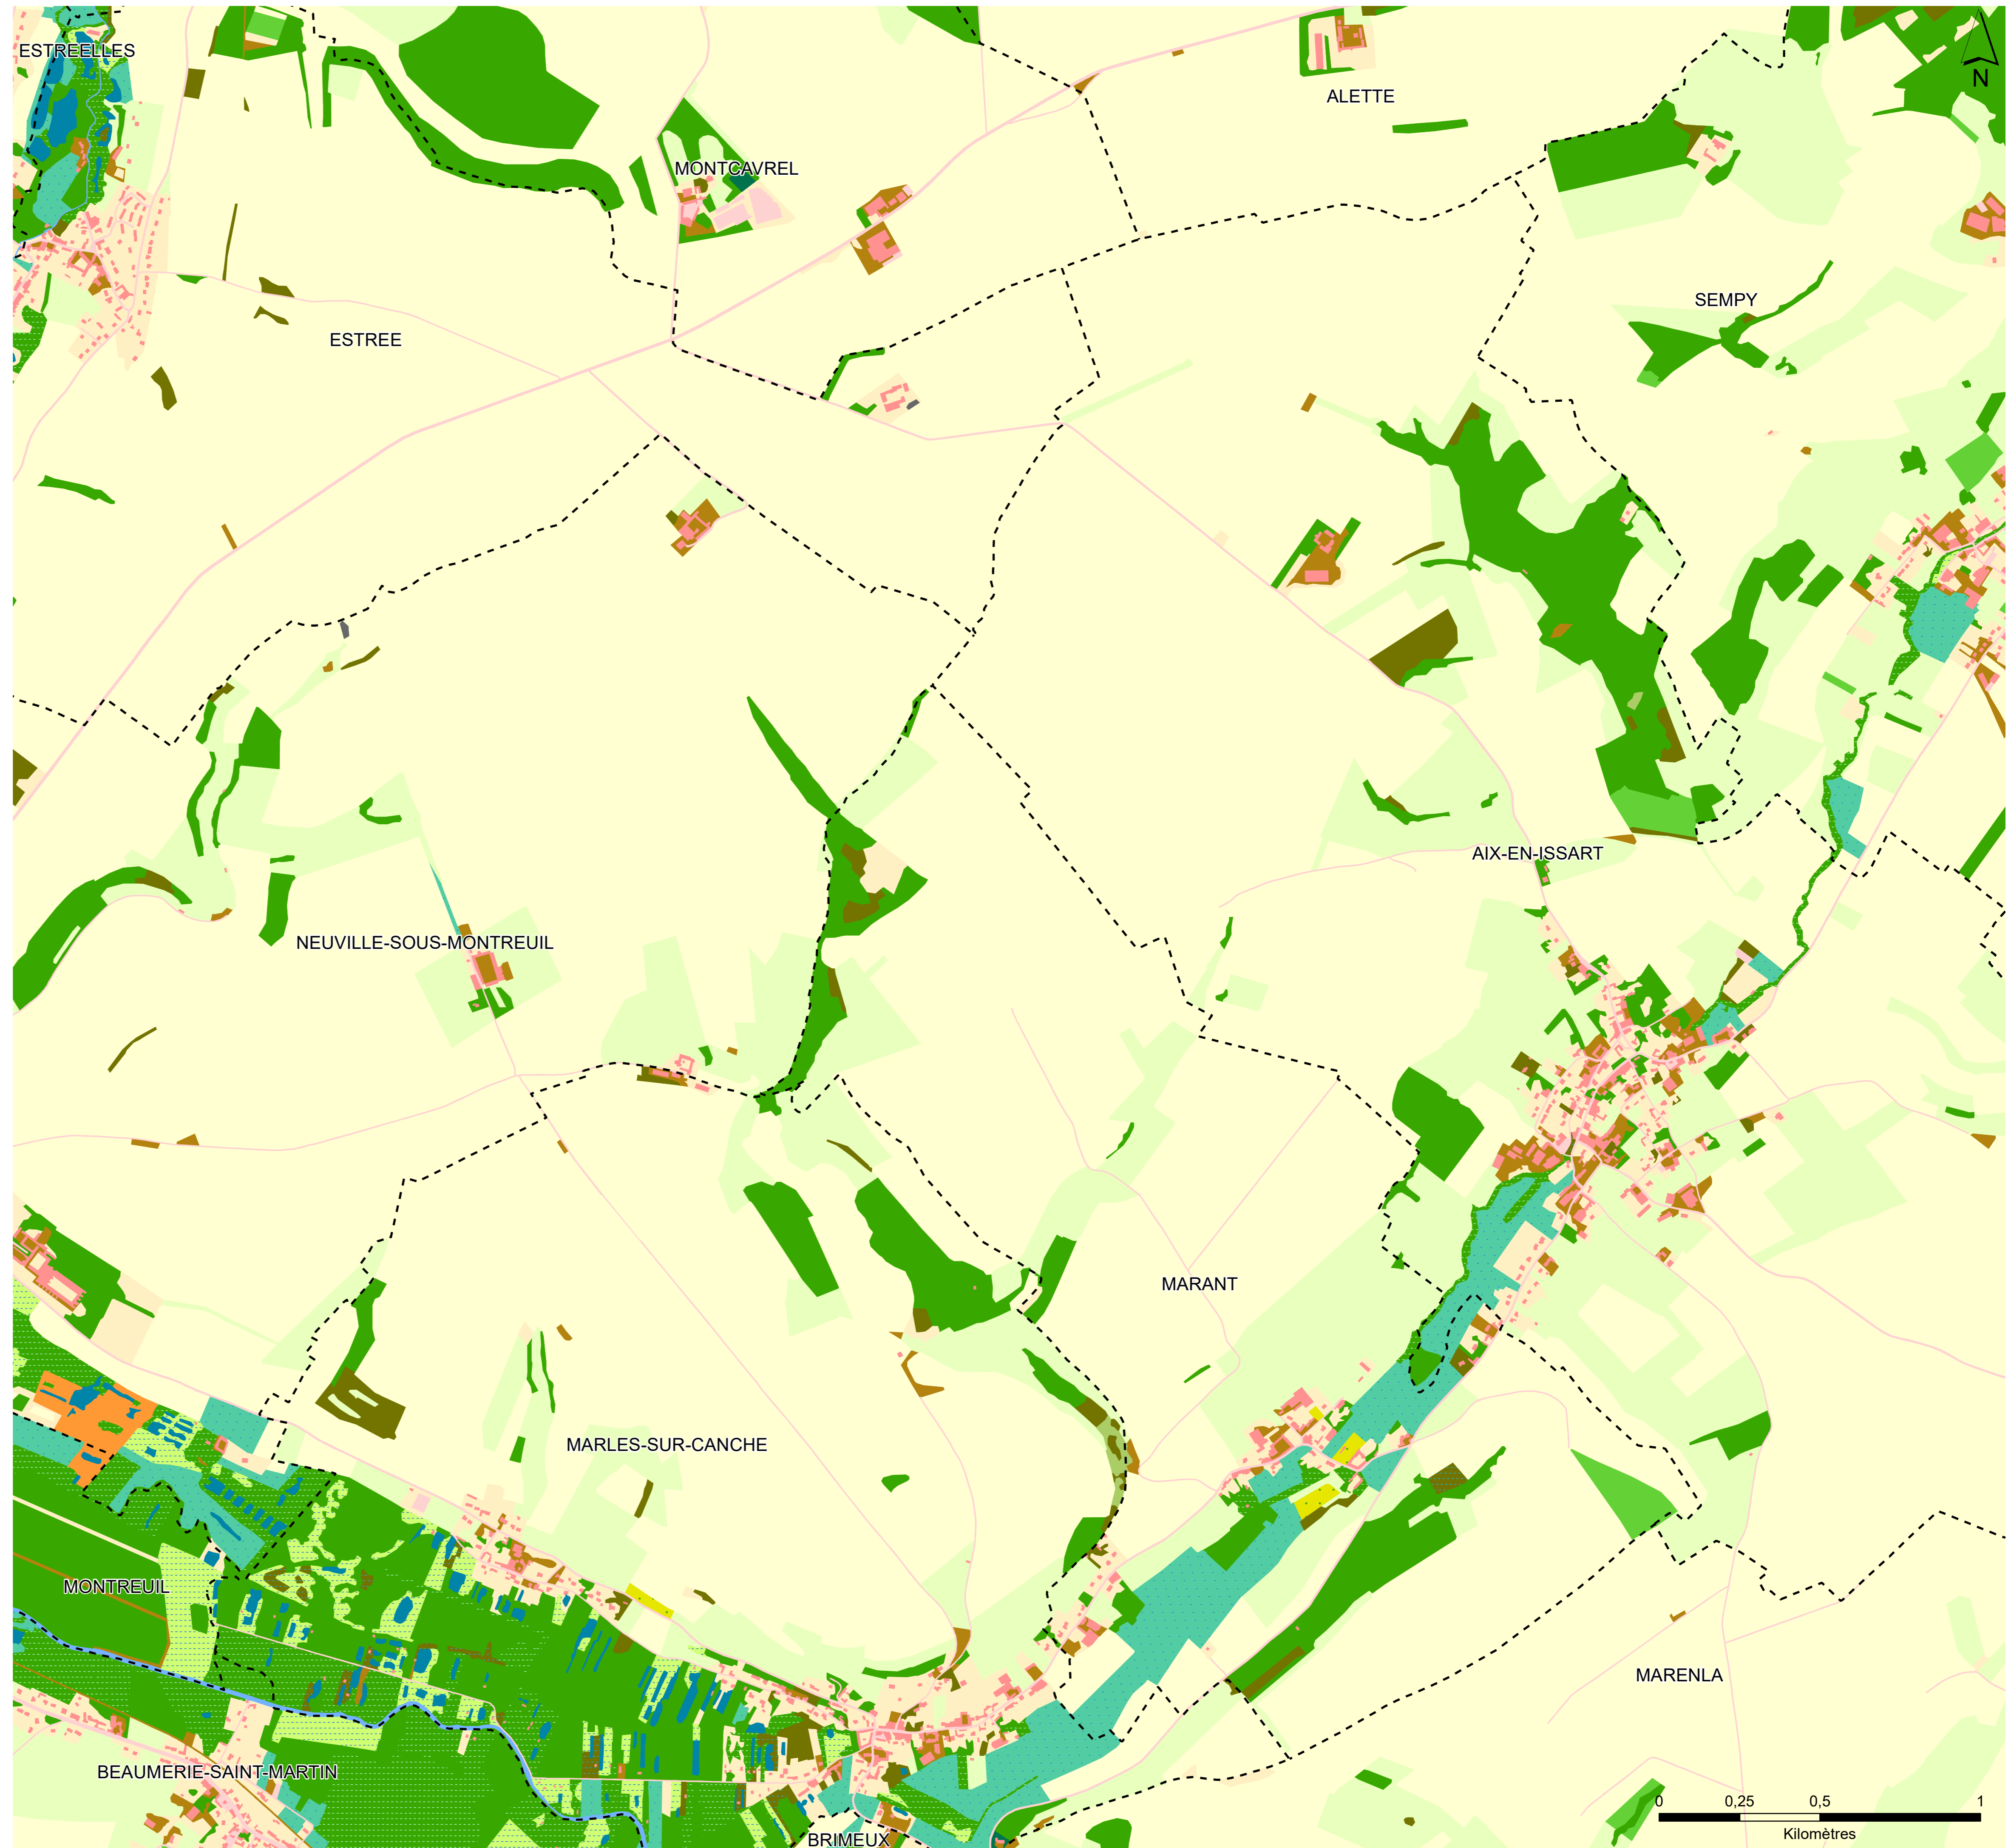 ESTREELLES
N
ALETTE
MONTCAVREL
SEMPY
ESTREE
AIX-EN-ISSART
NEUVILLE-SOUS-MONTREUIL
MARANT
MARLES-SUR-CANCHE
MONTREUIL
MARENLA
BEAUMERIE-SAINT-MARTIN
0 0,25 0,5 1
Kilomètres
BRIMEUX